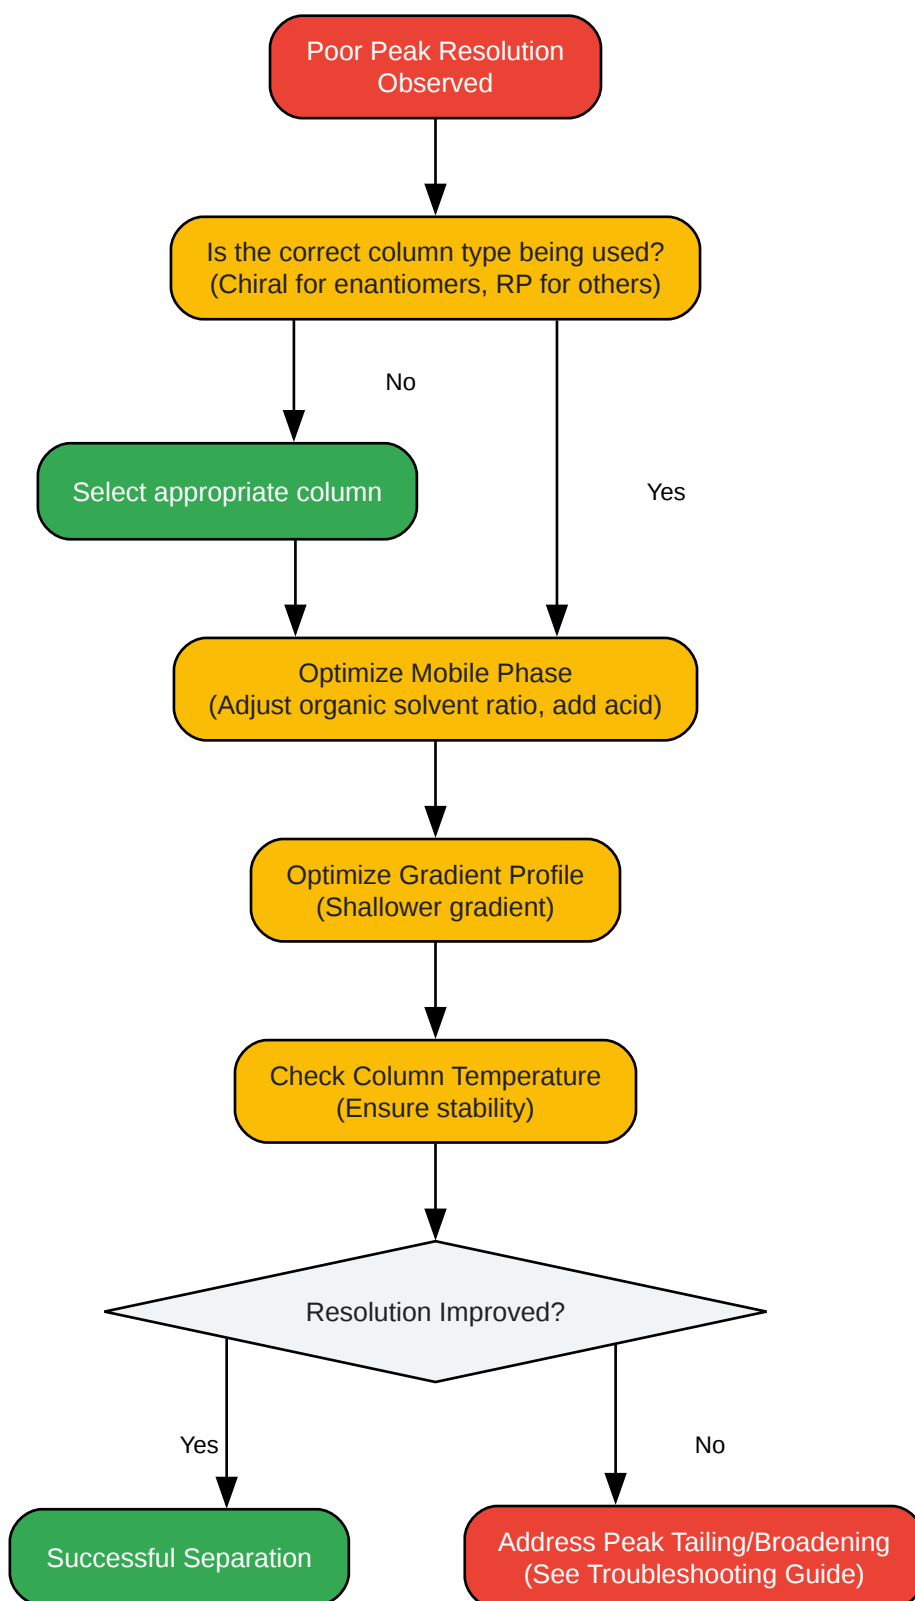 Poor Peak Resolution
Observed
Is the correct column type being used?
(Chiral for enantiomers, RP for others)
No
Select appropriate column
Yes
Optimize Mobile Phase
(Adjust organic solvent ratio, add acid)
Optimize Gradient Profile
(Shallower gradient)
Check Column Temperature
(Ensure stability)
Resolution Improved?
Yes
No
Successful Separation
Address Peak Tailing/Broadening
(See Troubleshooting Guide)